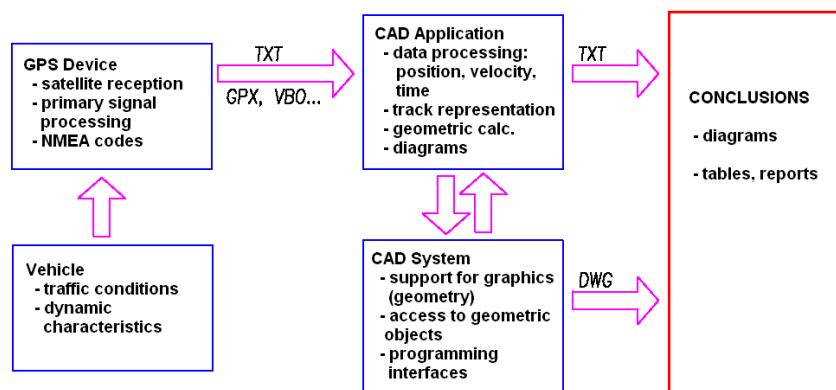 GPS Device
- satellite reception
- primary signal
processing
- NMEA codes
TXT
GPX, VBO...
CAD Application
- data processing:
position, velocity,
time
- track representation
- geometric calc.
- diagrams
TXT
CONCLUSIONS
- diagrams
- tables, reports
Vehicle
- traffic conditions
- dynamic
characteristics
CAD System
- support for graphics
(geometry)
- access to geometric
objects
- programming
interfaces
DWG